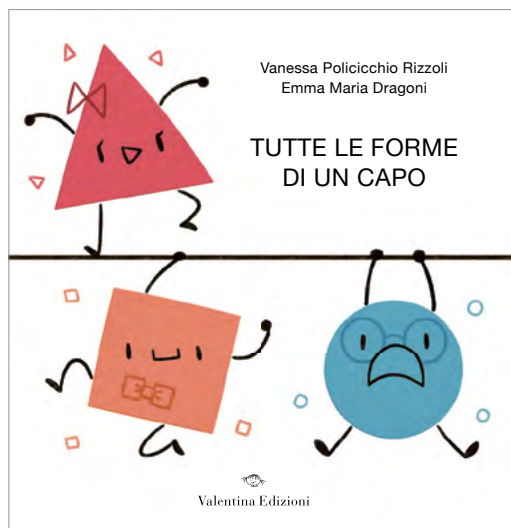 Vanessa Policicchio Rizzoli
Emma Maria Dragoni
TUTTE LE FORME
DI UN CAPO
Valentina Edizioni